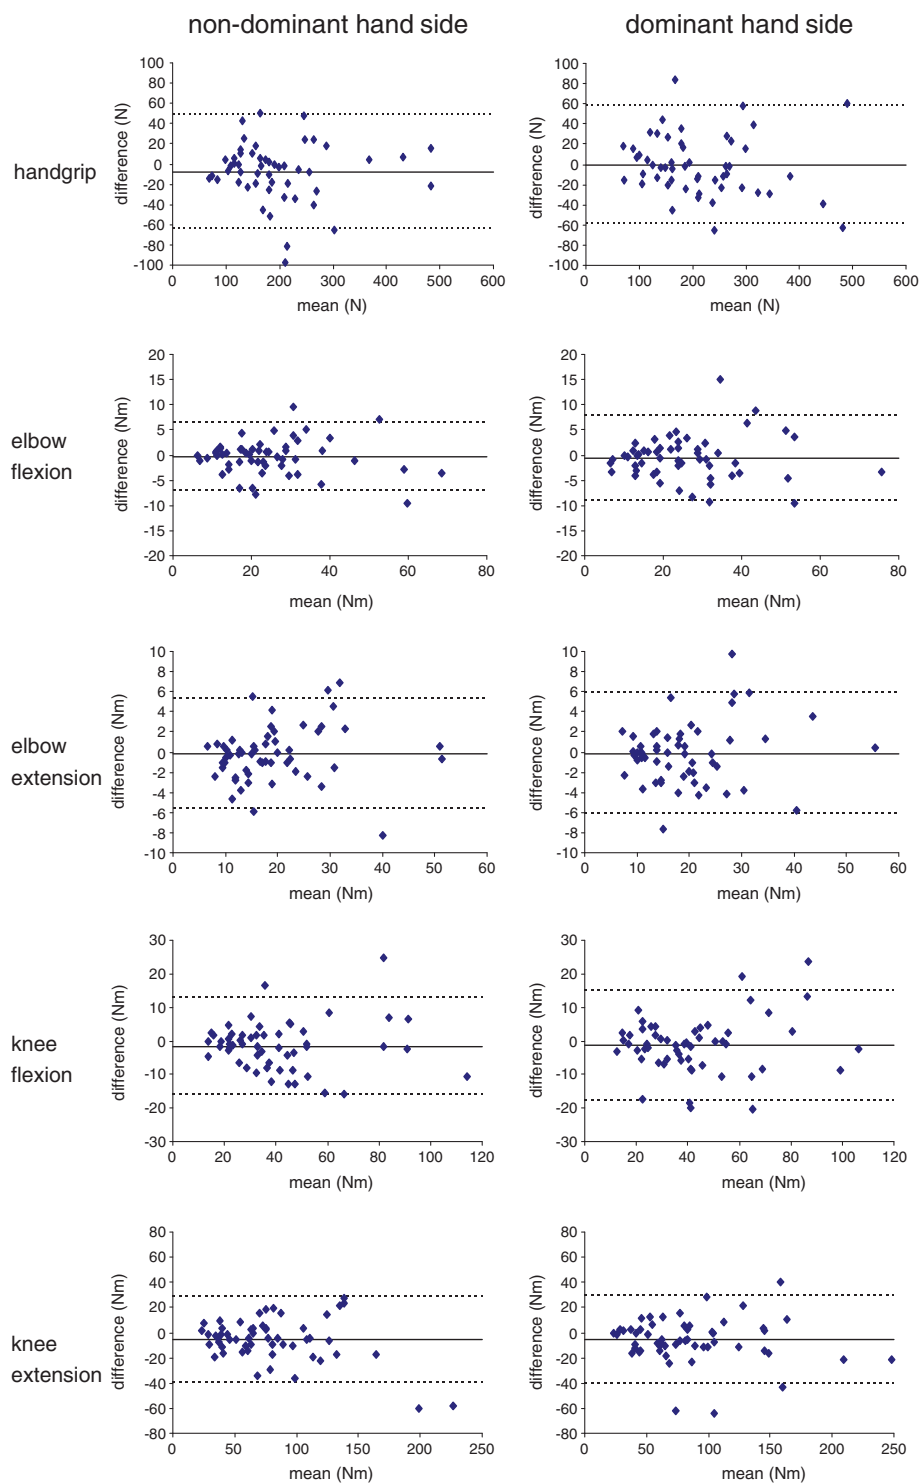 non-dominant hand side dominant hand side
handgrip
difference (N)
100
80
60
40
20
0
-20
-40
-60
-80
-100
0 100 200 300 400 500 600
mean (N)
difference (N)
100
80
60
40
20
0
-20
-40
-60
-80
-100
0 100 200 300 400 500 600
mean (N)
elbow
flexion
difference (Nm)
20
15
10
5
0
-5
-10
-15
-20
0 20 40 60 80
mean (Nm)
difference (Nm)
20
15
10
5
0
-5
-10
-15
-20
0 20 40 60 80
mean (Nm)
elbow
extension
difference (Nm)
10
8
6
4
2
0
-2
-4
-6
-8
-10
0 10 20 30 40 50 60
mean (Nm)
difference (Nm)
10
8
6
4
2
0
-2
-4
-6
-8
-10
0 10 20 30 40 50 60
mean (Nm)
knee
flexion
difference (Nm)
30
20
10
0
-10
-20
-30
0 20 40 60 80 100 120
mean (Nm)
difference (Nm)
30
20
10
0
-10
-20
-30
0 20 40 60 80 100 120
mean (Nm)
knee
extension
difference (Nm)
80
60
40
20
0
-20
-40
-60
-80
0 50 100 150 200 250
mean (Nm)
difference (Nm)
80
60
40
20
0
-20
-40
-60
-80
0 50 100 150 200 250
mean (Nm)